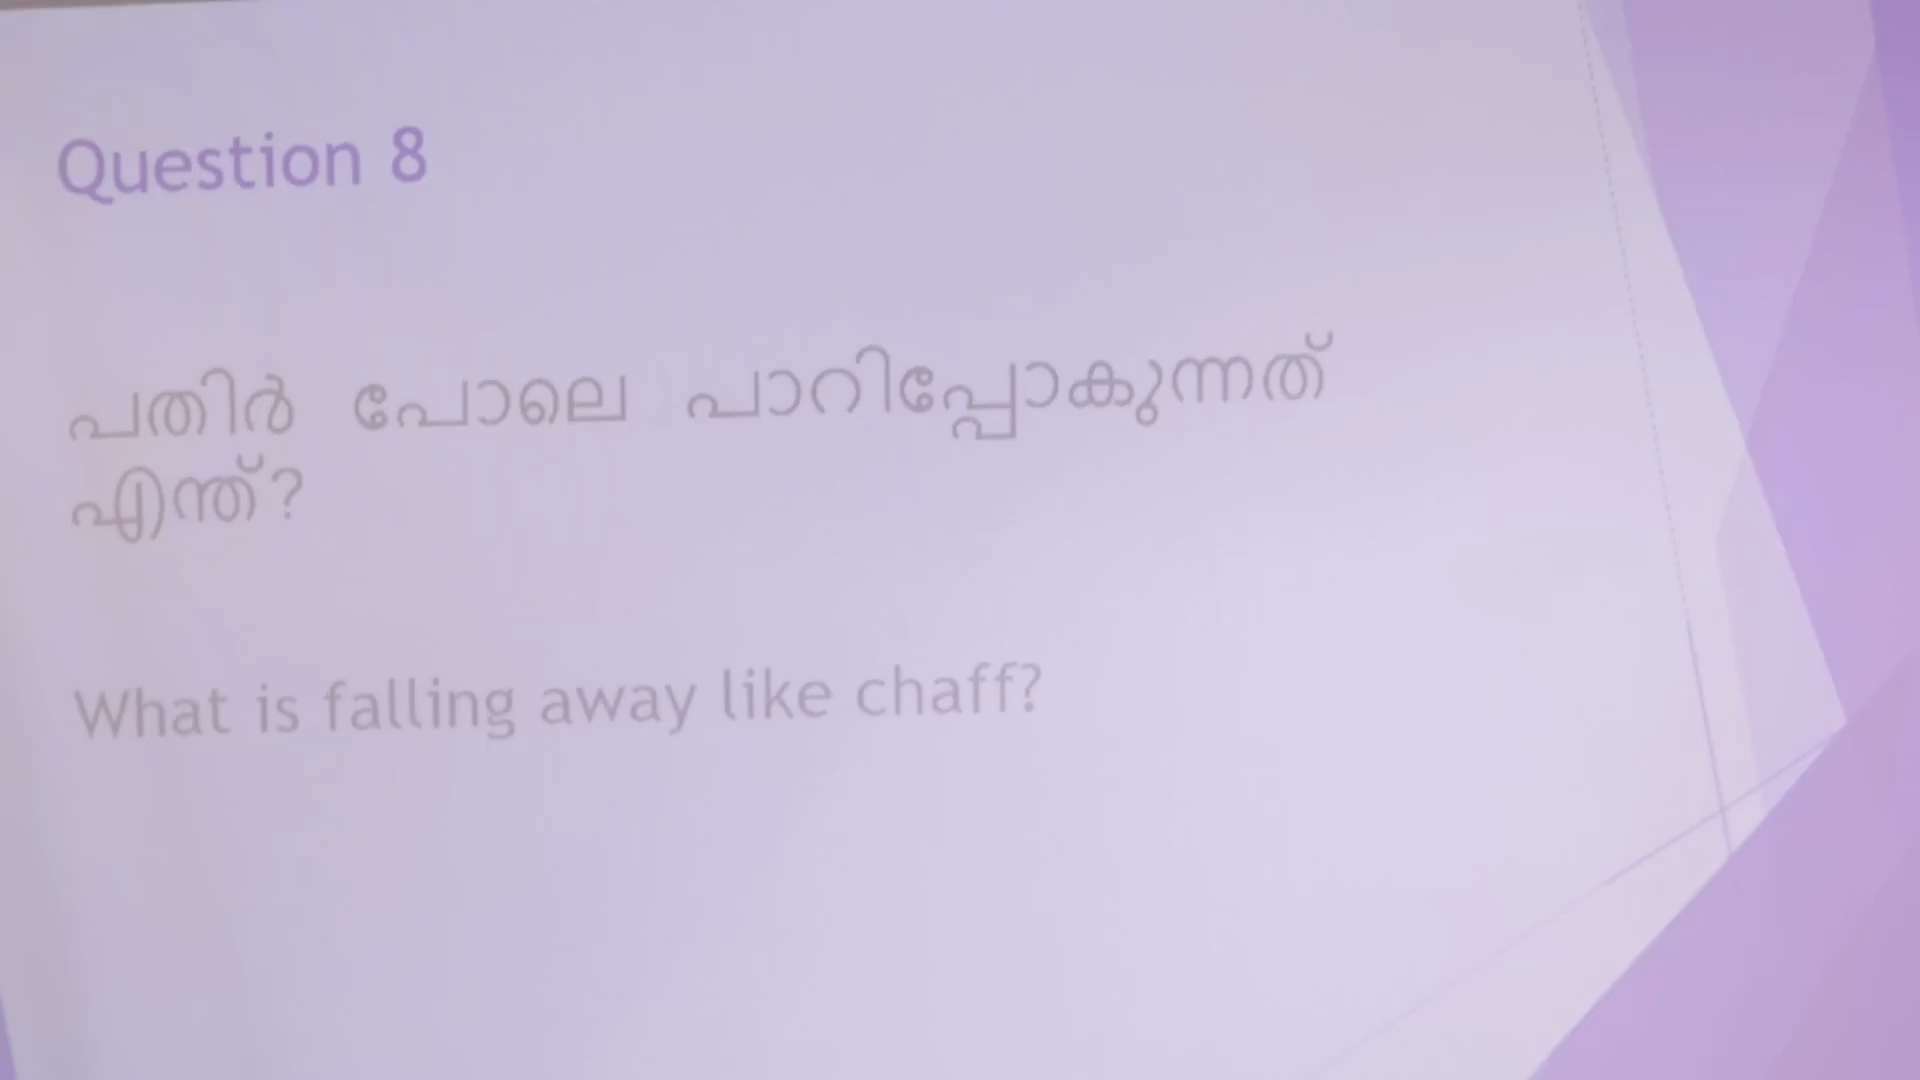 Question 8
പതിർ പോലെ പാറിപ്പോകുന്നത്
എന്ത്?
What is falling away like chaff?